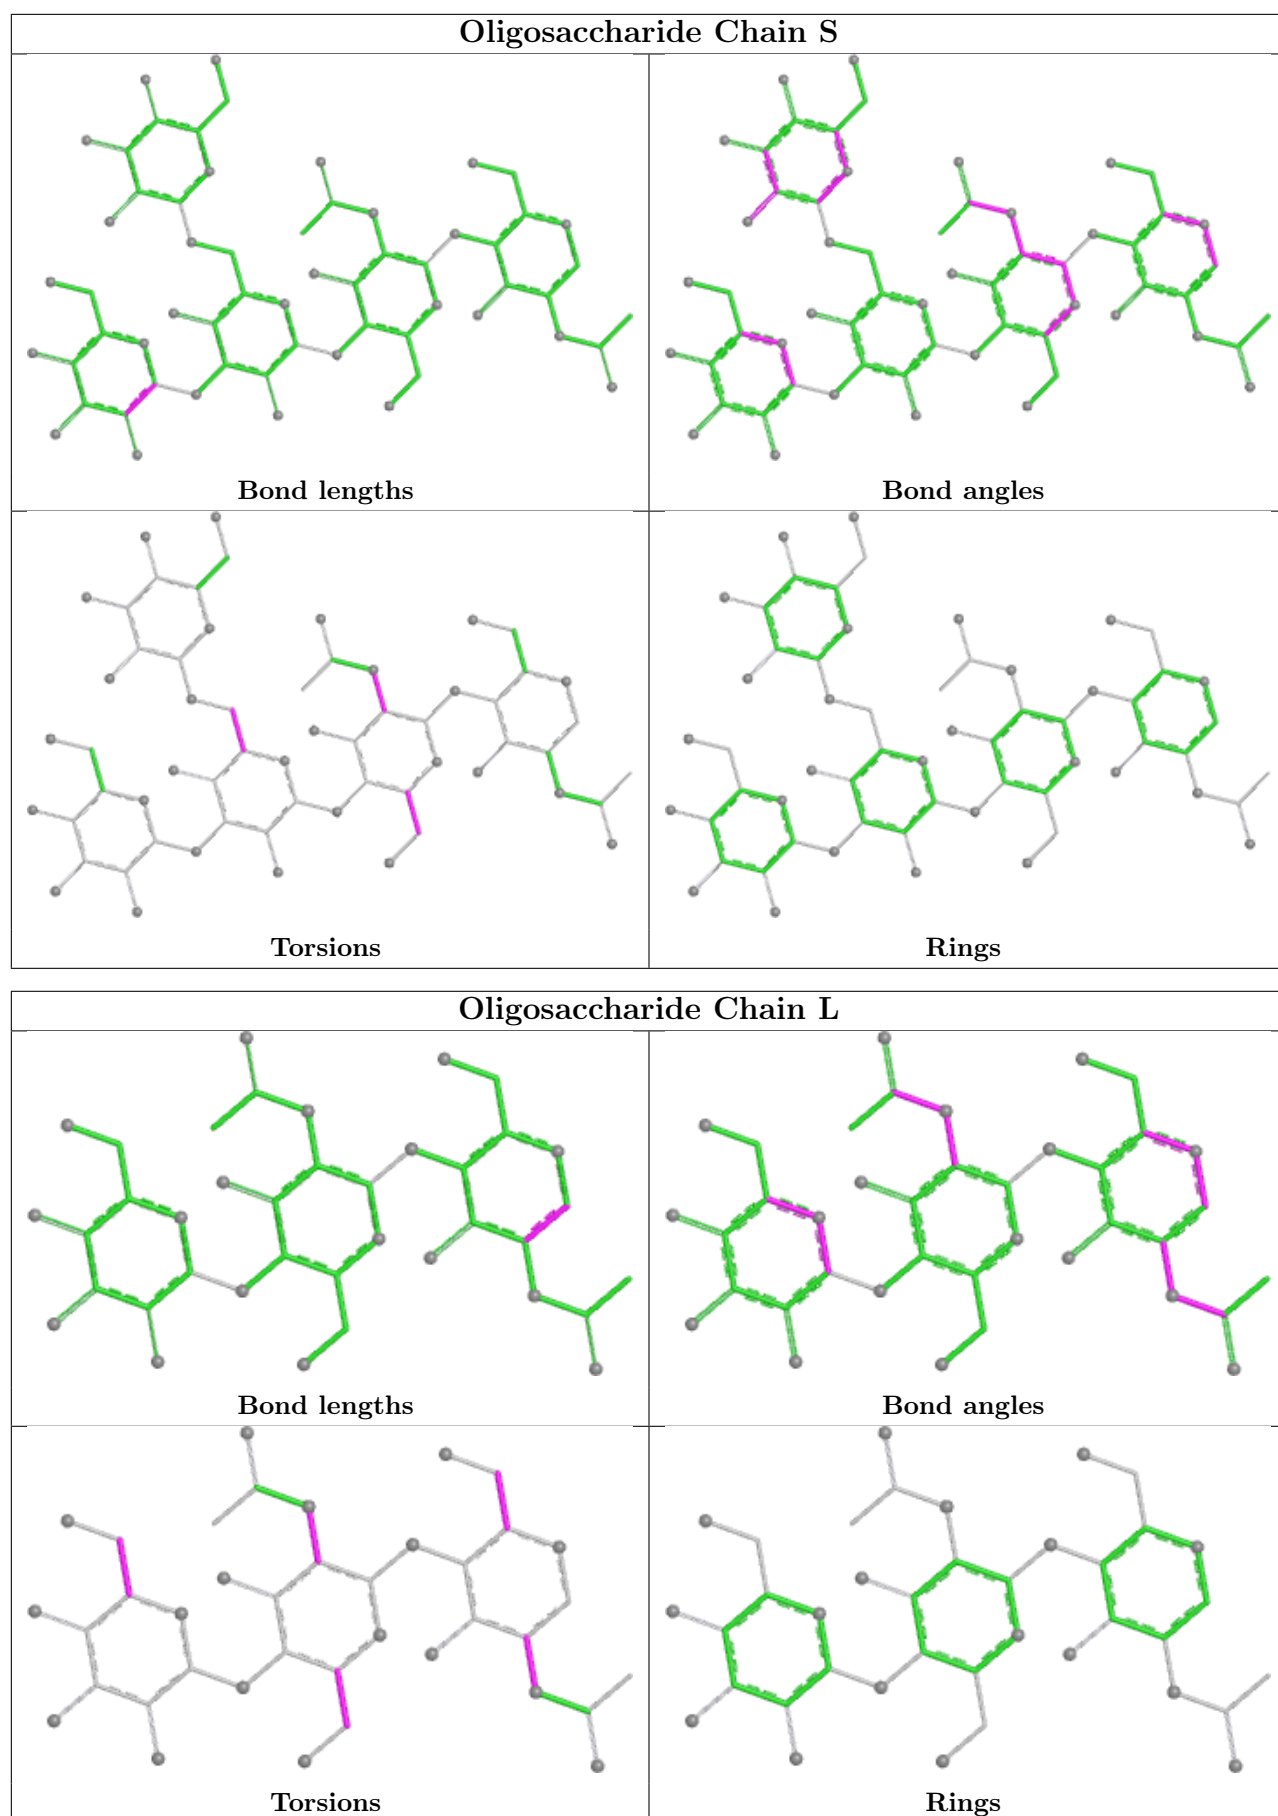 Oligosaccharide Chain S
Bond lengths
Bond angles
Torsions
Rings
Oligosaccharide Chain L
Bond lengths
Bond angles
Torsions
Rings